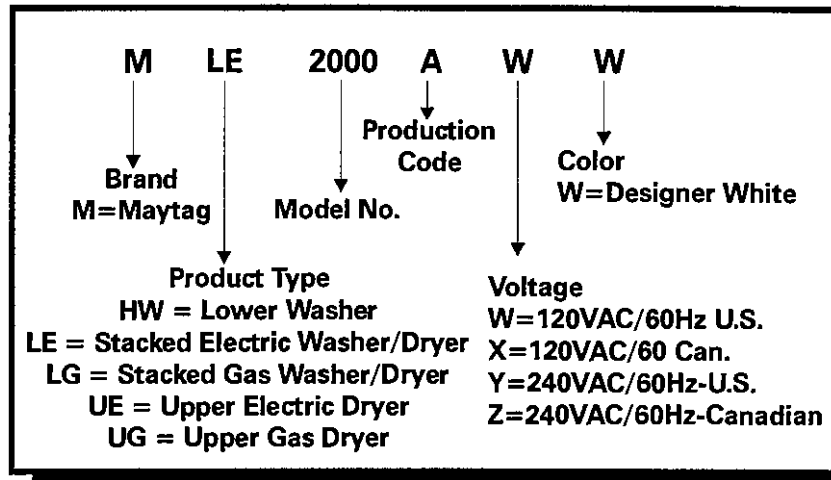 M LE 2000 A W W
Brand
M=Maytag
Model No.
Production
Code
Color
W=Designer White
Product Type
HW = Lower Washer
LE = Stacked Electric Washer/Dryer
LG = Stacked Gas Washer/Dryer
UE = Upper Electric Dryer
UG = Upper Gas Dryer
Voltage
W=120VAC/60Hz U.S.
X=120VAC/60 Can.
Y=240VAC/60Hz-U.S.
Z=240VAC/60Hz-Canadian